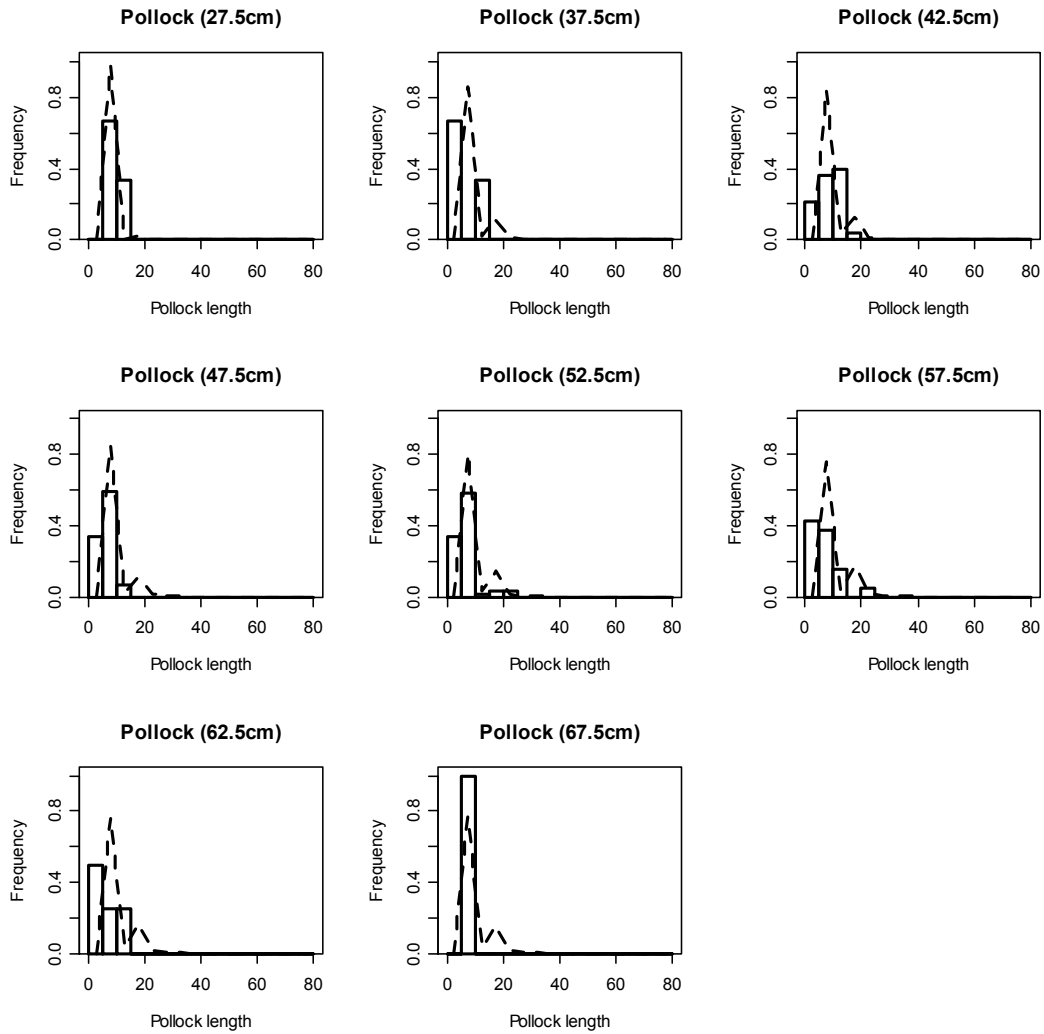 Pollock (27.5cm)
Frequency
0.0 0.4 0.8
0 20 40 60 80
Pollock length
Pollock (37.5cm)
Frequency
0.0 0.4 0.8
0 20 40 60 80
Pollock length
Pollock (42.5cm)
Frequency
0.0 0.4 0.8
0 20 40 60 80
Pollock length
Pollock (47.5cm)
Frequency
0.0 0.4 0.8
0 20 40 60 80
Pollock length
Pollock (52.5cm)
Frequency
0.0 0.4 0.8
0 20 40 60 80
Pollock length
Pollock (57.5cm)
Frequency
0.0 0.4 0.8
0 20 40 60 80
Pollock length
Pollock (62.5cm)
Frequency
0.0 0.4 0.8
0 20 40 60 80
Pollock length
Pollock (67.5cm)
Frequency
0.0 0.4 0.8
0 20 40 60 80
Pollock length